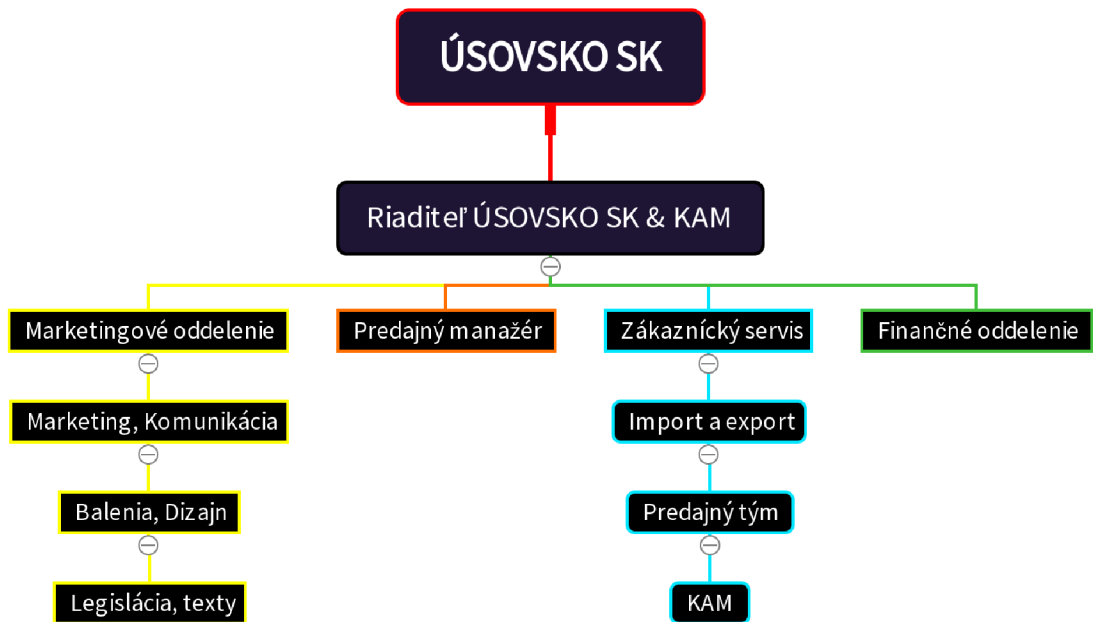 ÚSOVSKO SK
Riaditeľ ÚSOVSKO SK & KAM
Marketingové oddelenie
Predajný manažér
Zákaznícký servis
Finančné oddelenie
Marketing, Komunikácia
Import a export
Balenia, Dizajn
Predajný tým
Legislácia, texty
KAM